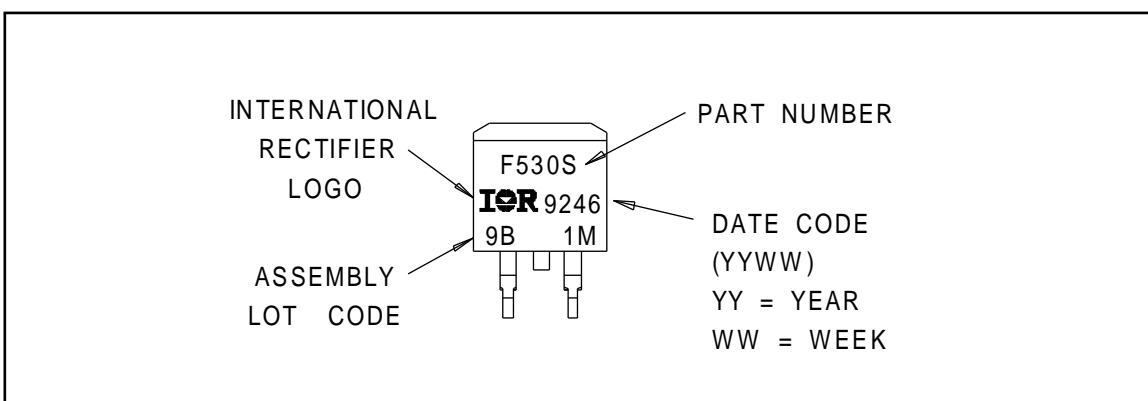 INTERNATIONAL
RECTIFIER
LOGO
ASSEMBLY
LOT CODE
F530S
IOR 9246
9B 1M
PART NUMBER
DATE CODE
(YYWW)
YY = YEAR
WW = WEEK